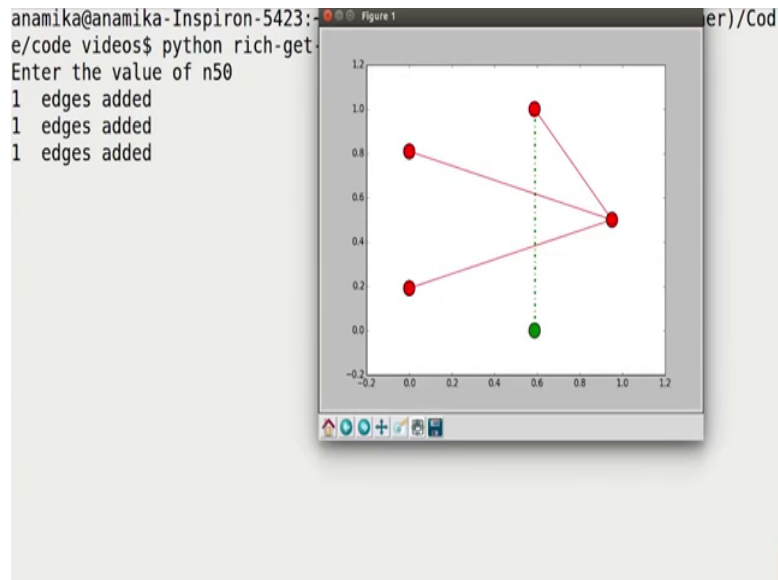 anamika@anamika-Inspiron-5423:~
er)/Cod
e/code videos$ python rich-get-
Enter the value of n50
1 edges added
1 edges added
1 edges added
Figure 1
1.2
1.0
0.8
0.6
0.4
0.2
0.0
−0.2
−0.2 0.0 0.2 0.4 0.6 0.8 1.0 1.2